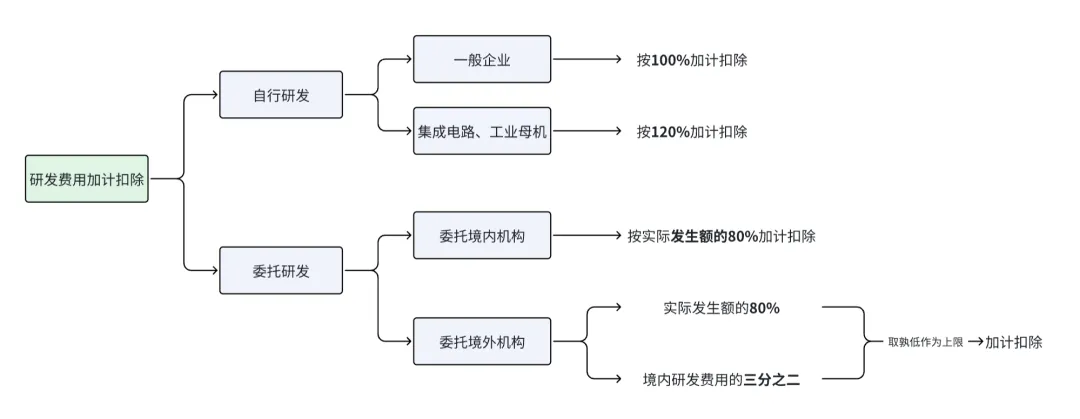 研发费用加计扣除
自行研发
一般企业
按100%加计扣除
集成电路、工业母机
按120%加计扣除
委托研发
委托境内机构
按实际发生额的80%加计扣除
委托境外机构
实际发生额的80%
境内研发费用的三分之二
取孰低作为上限
加计扣除